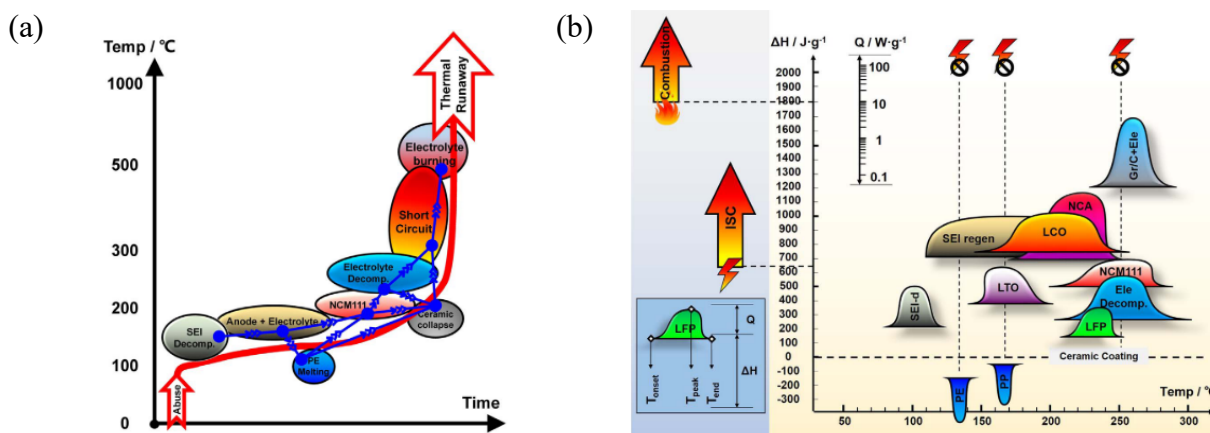 (a)
Temp / °C
1000
500
300
200
100
0
Thermal
Runaway
Electrolyte
burning
Short
Circuit
Electrolyte
Decomp.
NCM111
Anode + Electrolyte
SEI
Decomp.
Ceramic
collapse
PE
Melting
Abuse
Time
(b)
Combustion
ISC
LFP
Q
ΔH
Tonset
Tpeak
Tend
ΔH / J·g-1
2000
1800
1700
1600
1500
1400
1300
1200
1100
1000
900
800
700
600
500
400
300
200
100
0
-100
-200
-300
Q / W·g-1
100
10
1
0.1
Gr/C+Ele
NCA
SEI regen
LCO
NCM111
LTO
Ele
Decomp.
SEI-d
LFP
Ceramic Coating
PE
PP
Temp / °
50
100
150
200
250
300